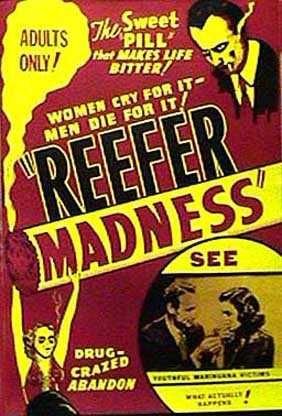 ADULTS
ONLY!
The "Sweet
"PILL"
that MAKES LIFE
BITTER!
WOMEN CRY FOR IT-
MEN DIE FOR IT!
"REEFER
MADNESS"
SEE
DRUG-
CRAZED
ABANDON
YOUTHFUL MARIHUANA VICTIMS
WHAT ACTUALLY
HAPPENS!